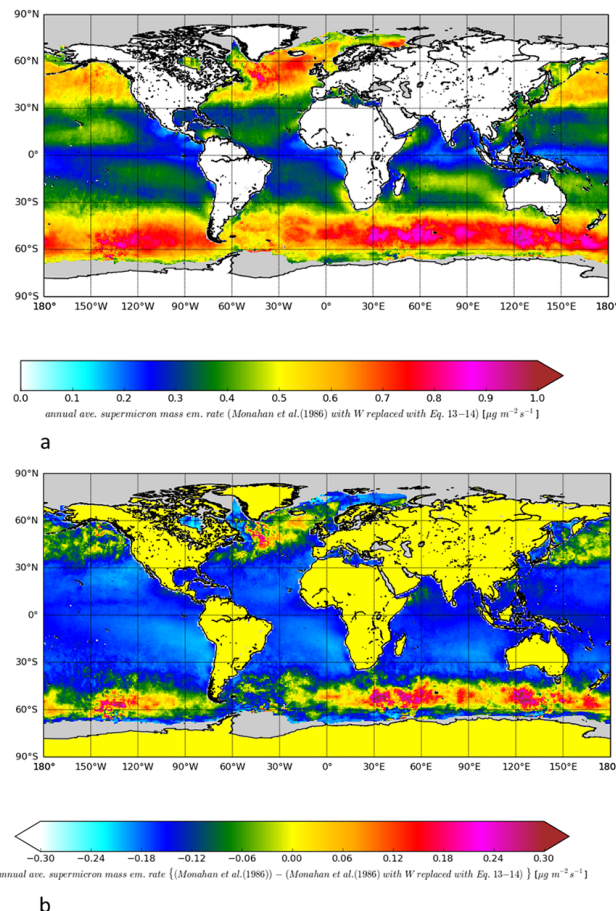 90°N
60°N
30°N
0°
30°S
60°S
90°S
180° 150°W 120°W 90°W 60°W 30°W 0° 30°E 60°E 90°E 120°E 150°E 180°
0.0 0.1 0.2 0.3 0.4 0.5 0.6 0.7 0.8 0.9 1.0
annual ave. supermicron mass em. rate (Monahan et al.(1986) with W replaced with Eq. 13−14) [μg m⁻² s⁻¹ ]
a
90°N
60°N
30°N
0°
30°S
60°S
90°S
180° 150°W 120°W 90°W 60°W 30°W 0° 30°E 60°E 90°E 120°E 150°E 180
−0.30 −0.24 −0.18 −0.12 −0.06 0.00 0.06 0.12 0.18 0.24 0.30
nnual ave. supermicron mass em. rate {(Monahan et al.(1986)) − (Monahan et al.(1986) with W replaced with Eq. 13−14) } [μg m⁻² s⁻¹ ]
b